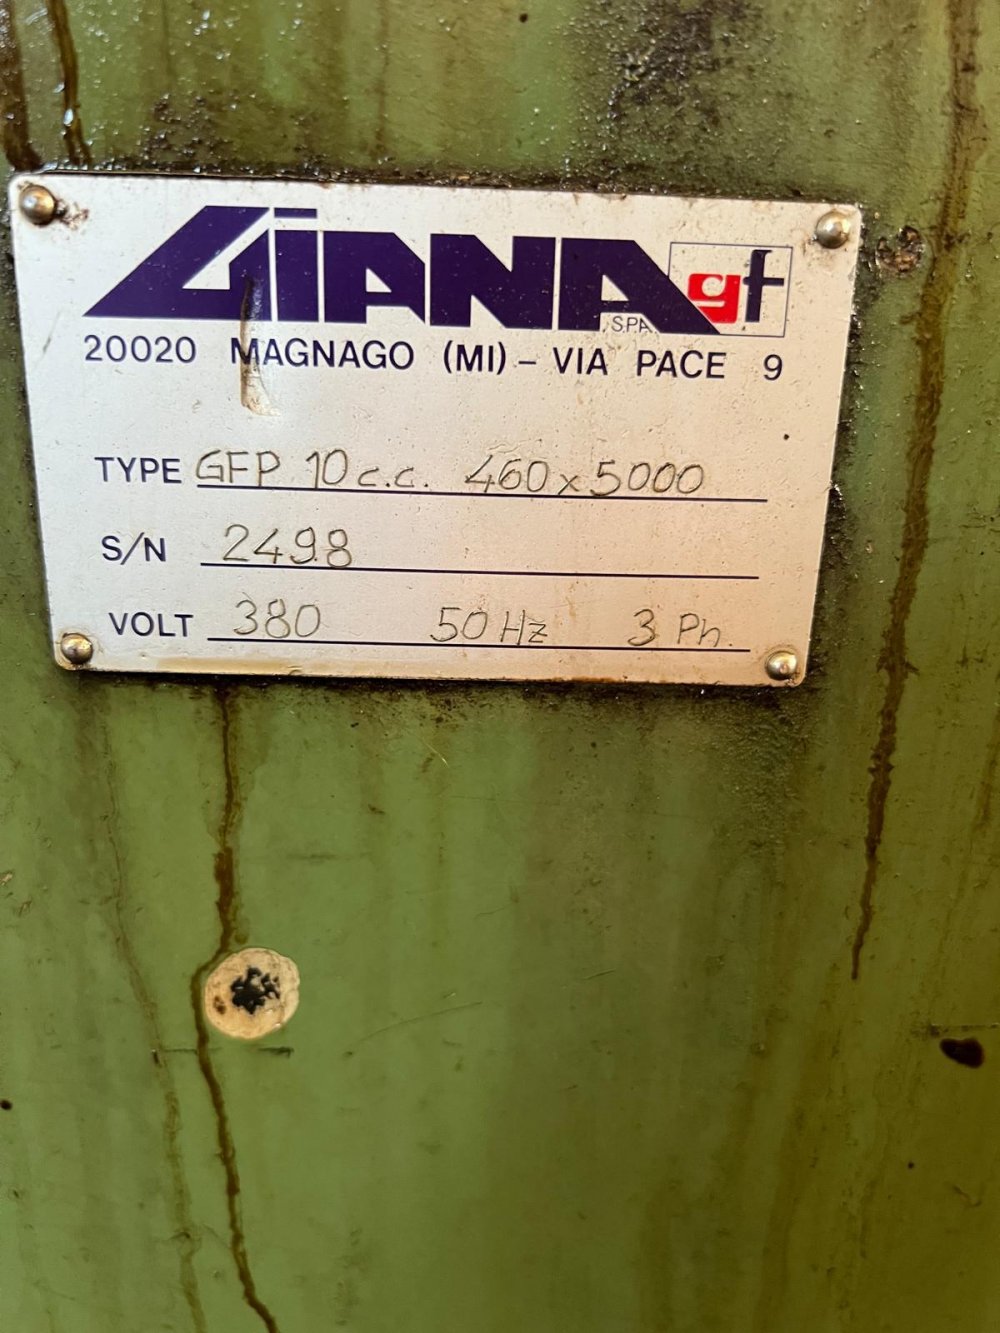 GIANA gf
S.P.A.
20020 MAGNAGO (MI) – VIA PACE 9
TYPE GFP 10 c.c. 460x5000
S/N 2498
VOLT 380 50 Hz 3 Ph.